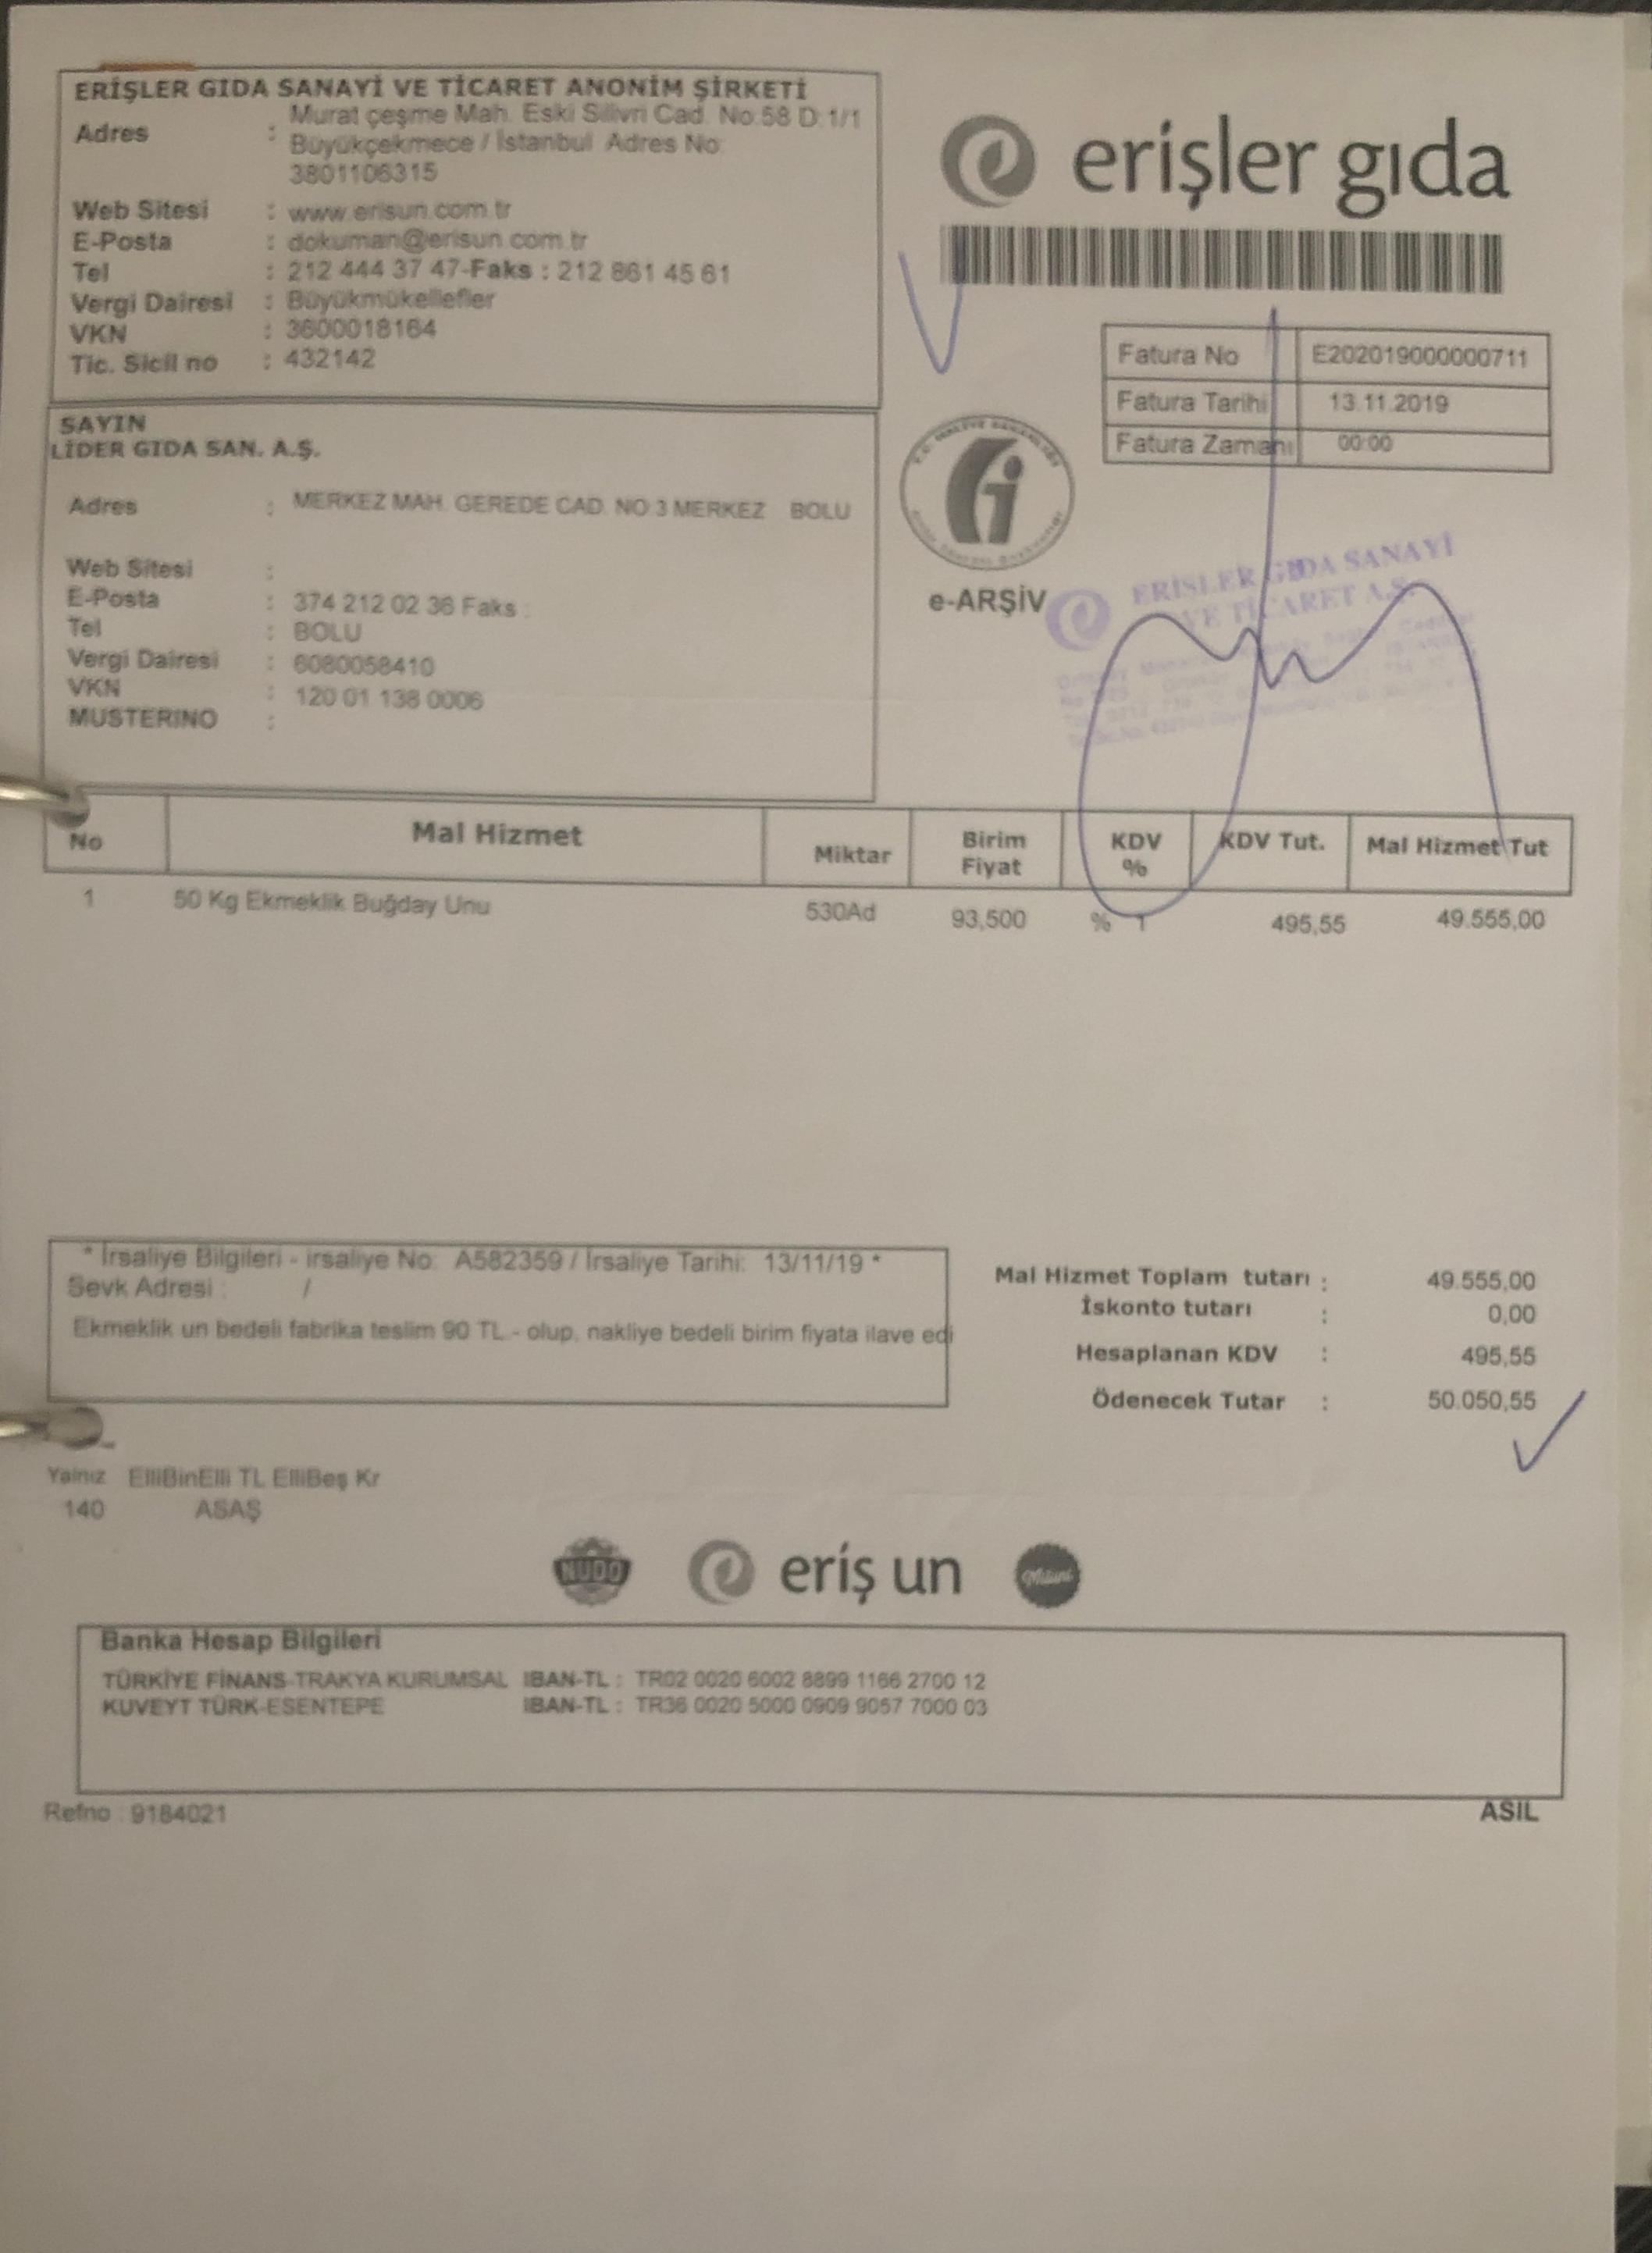 ERİŞLER GIDA SANAYİ VE TİCARET ANONİM ŞİRKETİ
Adres : Murat çeşme Mah. Eski Silivri Cad. No:58 D:1/1
Büyükçekmece / İstanbul Adres No:
3801106315
Web Sitesi : www.erisun.com.tr
E-Posta : dokuman@erisun.com.tr
Tel : 212 444 37 47-Faks : 212 861 45 61
Vergi Dairesi : Büyükmükellefler
VKN : 3600018164
Tic. Sicil no : 432142
erişler gıda
Fatura No E202019000000711
Fatura Tarihi 13.11.2019
Fatura Zamanı 00:00
SAYIN
LİDER GIDA SAN. A.Ş.
Adres : MERKEZ MAH. GEREDE CAD. NO:3 MERKEZ BOLU
Web Sitesi :
E-Posta : 374 212 02 36 Faks :
Tel : BOLU
Vergi Dairesi : 6080058410
VKN : 120 01 138 0006
MUSTERINO :
e-ARŞİV
ERİŞLER GIDA SANAYİ
VE TİCARET A.Ş.
No Mal Hizmet Miktar Birim Fiyat KDV % KDV Tut. Mal Hizmet Tut
1 50 Kg Ekmeklik Buğday Unu 530Ad 93,500 % 1 495,55 49.555,00
* İrsaliye Bilgileri - irsaliye No: A582359 / İrsaliye Tarihi: 13/11/19 *
Sevk Adresi : /
Ekmeklik un bedeli fabrika teslim 90 TL - olup, nakliye bedeli birim fiyata ilave edi
Mal Hizmet Toplam tutarı : 49.555,00
İskonto tutarı : 0,00
Hesaplanan KDV : 495,55
Ödenecek Tutar : 50.050,55
Yalnız ElliBinElli TL ElliBeş Kr
140 ASAŞ
NUDO eriş un
Banka Hesap Bilgileri
TÜRKİYE FİNANS-TRAKYA KURUMSAL IBAN-TL : TR02 0020 6002 8899 1166 2700 12
KUVEYT TÜRK-ESENTEPE IBAN-TL : TR36 0020 5000 0909 9057 7000 03
Refno : 9184021
ASIL